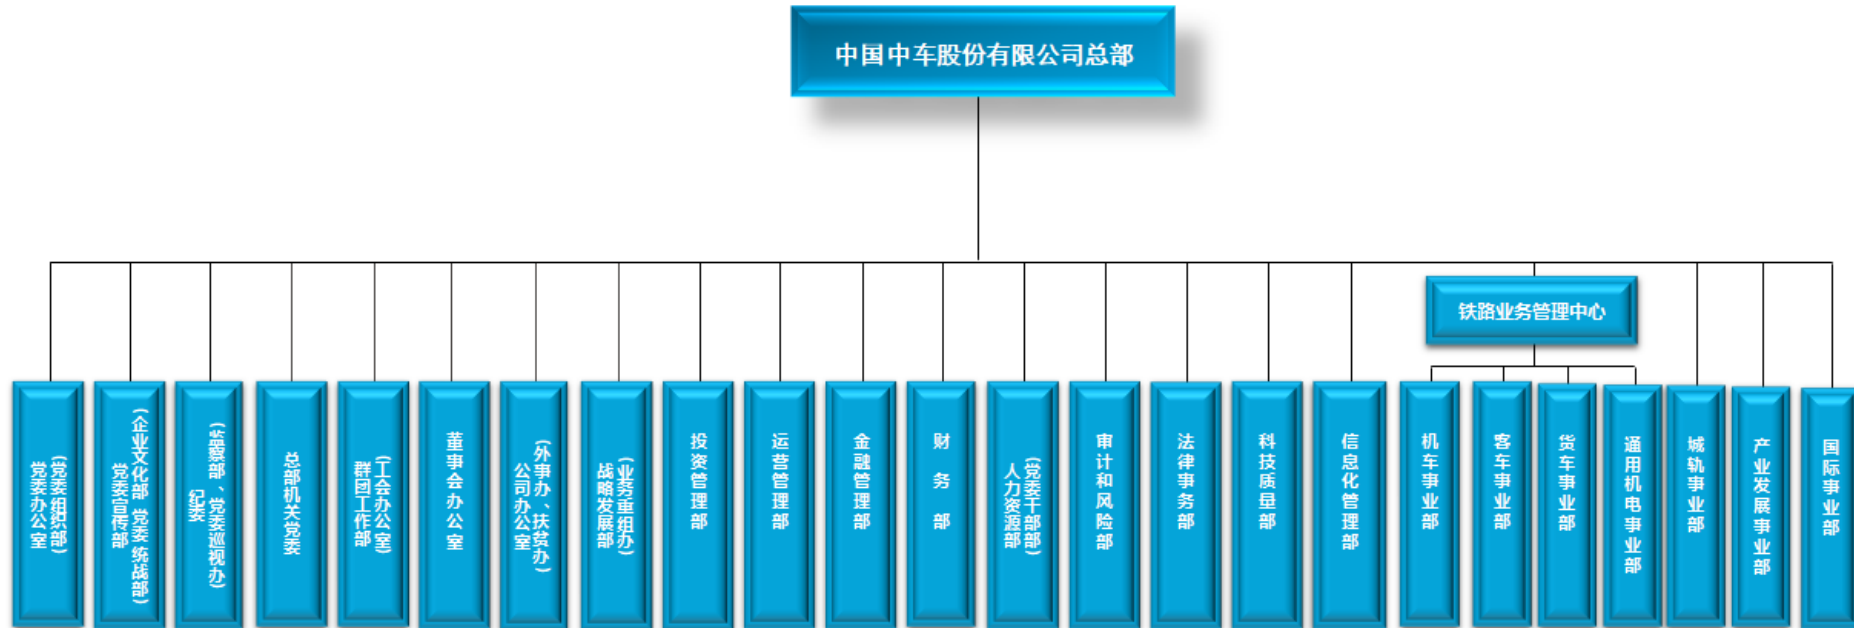 中国中车股份有限公司总部
铁路业务管理中心
党委办公室
(党委组织部)
党委宣传部
(企业文化部 党委统战部)
纪委
(监察部、党委巡视办)
总部机关党委
群团工作部
(工会办公室)
董事会办公室
公司办公室
(外事办、扶贫办)
战略发展部
(业务重组办)
投资管理部
运营管理部
金融管理部
财务部
人力资源部
(党委干部部)
审计和风险部
法律事务部
科技质量部
信息化管理部
机车事业部
客车事业部
货车事业部
通用机电事业部
城轨事业部
产业发展事业部
国际事业部